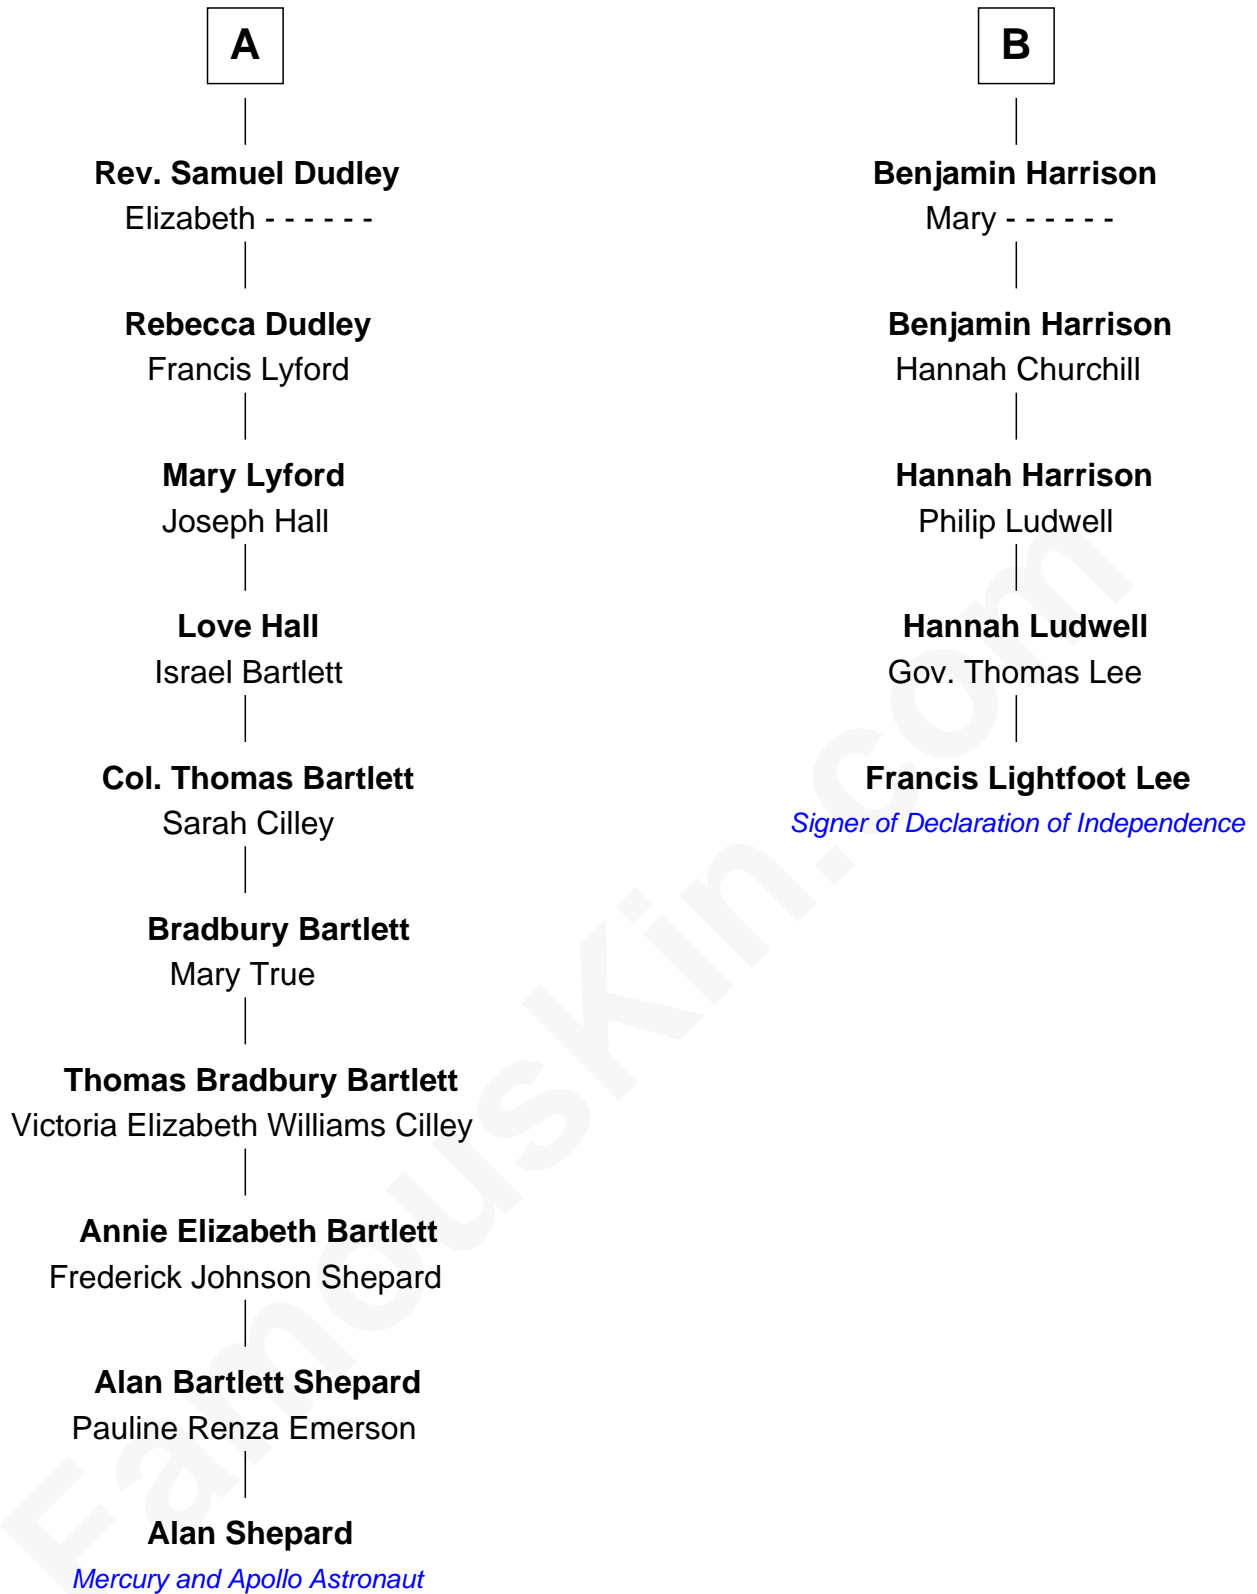 A
Rev. Samuel Dudley
Elizabeth - - - - - -
Rebecca Dudley
Francis Lyford
Mary Lyford
Joseph Hall
Love Hall
Israel Bartlett
Col. Thomas Bartlett
Sarah Cilley
Bradbury Bartlett
Mary True
Thomas Bradbury Bartlett
Victoria Elizabeth Williams Cilley
Annie Elizabeth Bartlett
Frederick Johnson Shepard
Alan Bartlett Shepard
Pauline Renza Emerson
Alan Shepard
Mercury and Apollo Astronaut
B
Benjamin Harrison
Mary - - - - - -
Benjamin Harrison
Hannah Churchill
Hannah Harrison
Philip Ludwell
Hannah Ludwell
Gov. Thomas Lee
Francis Lightfoot Lee
Signer of Declaration of Independence
FamousKin.com